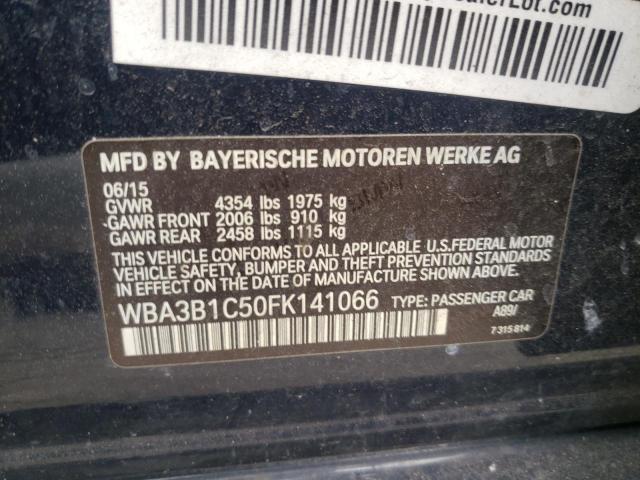 MFD BY BAYERISCHE MOTOREN WERKE AG
06/15
GVWR 4354 lbs 1975 kg
GAWR FRONT 2006 lbs 910 kg
GAWR REAR 2458 lbs 1115 kg
THIS VEHICLE CONFORMS TO ALL APPLICABLE U.S.FEDERAL MOTOR
VEHICLE SAFETY, BUMPER AND THEFT PREVENTION STANDARDS
IN EFFECT ON THE DATE OF MANUFACTURE SHOWN ABOVE.
WBA3B1C50FK141066 TYPE: PASSENGER CAR
A89/
7315814